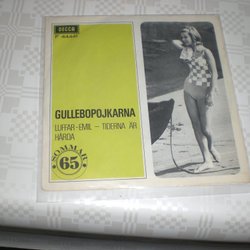 DECCA
GULLEBOPOJKARNA
LUFFAR-EMIL – TIDERNA ÄR
HÅRDA
SOMMAR
65